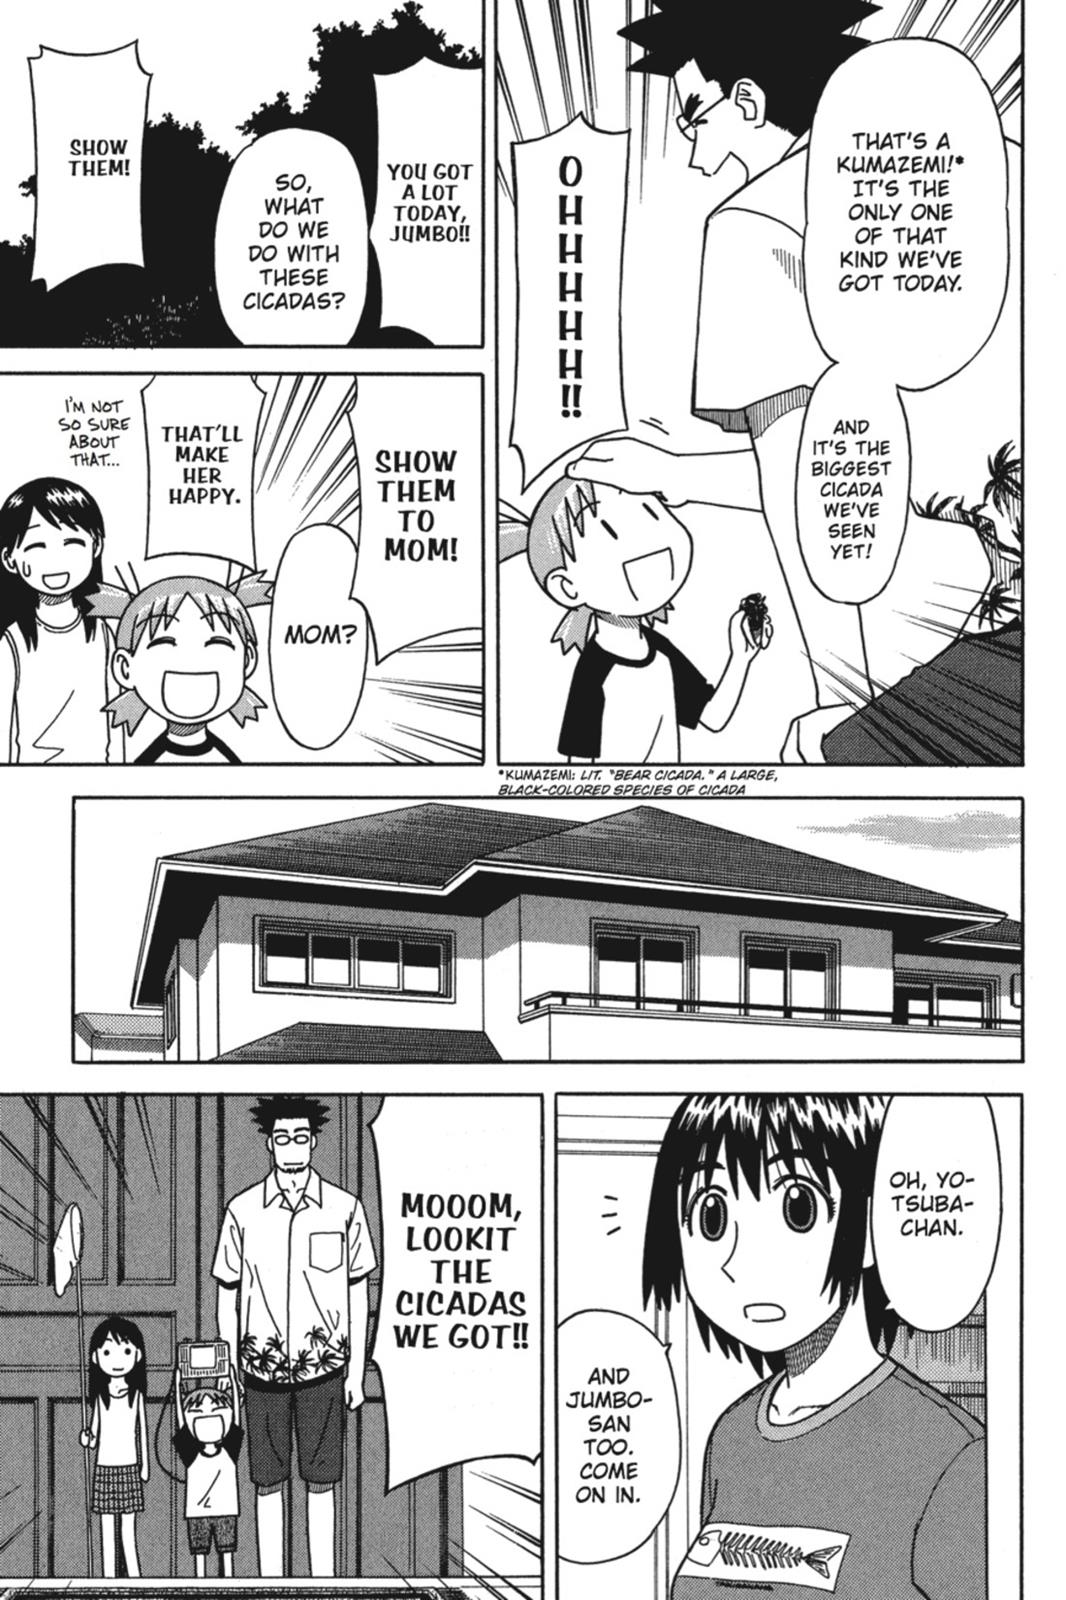 THAT'S A
KUMAZEMI!*
IT'S THE
ONLY ONE
OF THAT
KIND WE'VE
GOT TODAY.
AND
IT'S THE
BIGGEST
CICADA
WE'VE
SEEN
YET!
OHHHHH!!
*KUMAZEMI: LIT. "BEAR CICADA." A LARGE,
BLACK-COLORED SPECIES OF CICADA
YOU GOT
A LOT
TODAY,
JUMBO!!
SO,
WHAT
DO WE
DO WITH
THESE
CICADAS?
SHOW
THEM!
SHOW
THEM
TO
MOM!
MOM?
THAT'LL
MAKE
HER
HAPPY.
I'M NOT
SO SURE
ABOUT
THAT...
OH, YO-
TSUBA-
CHAN.
AND
JUMBO-
SAN
TOO.
COME
ON IN.
MOOOM,
LOOKIT
THE
CICADAS
WE GOT!!